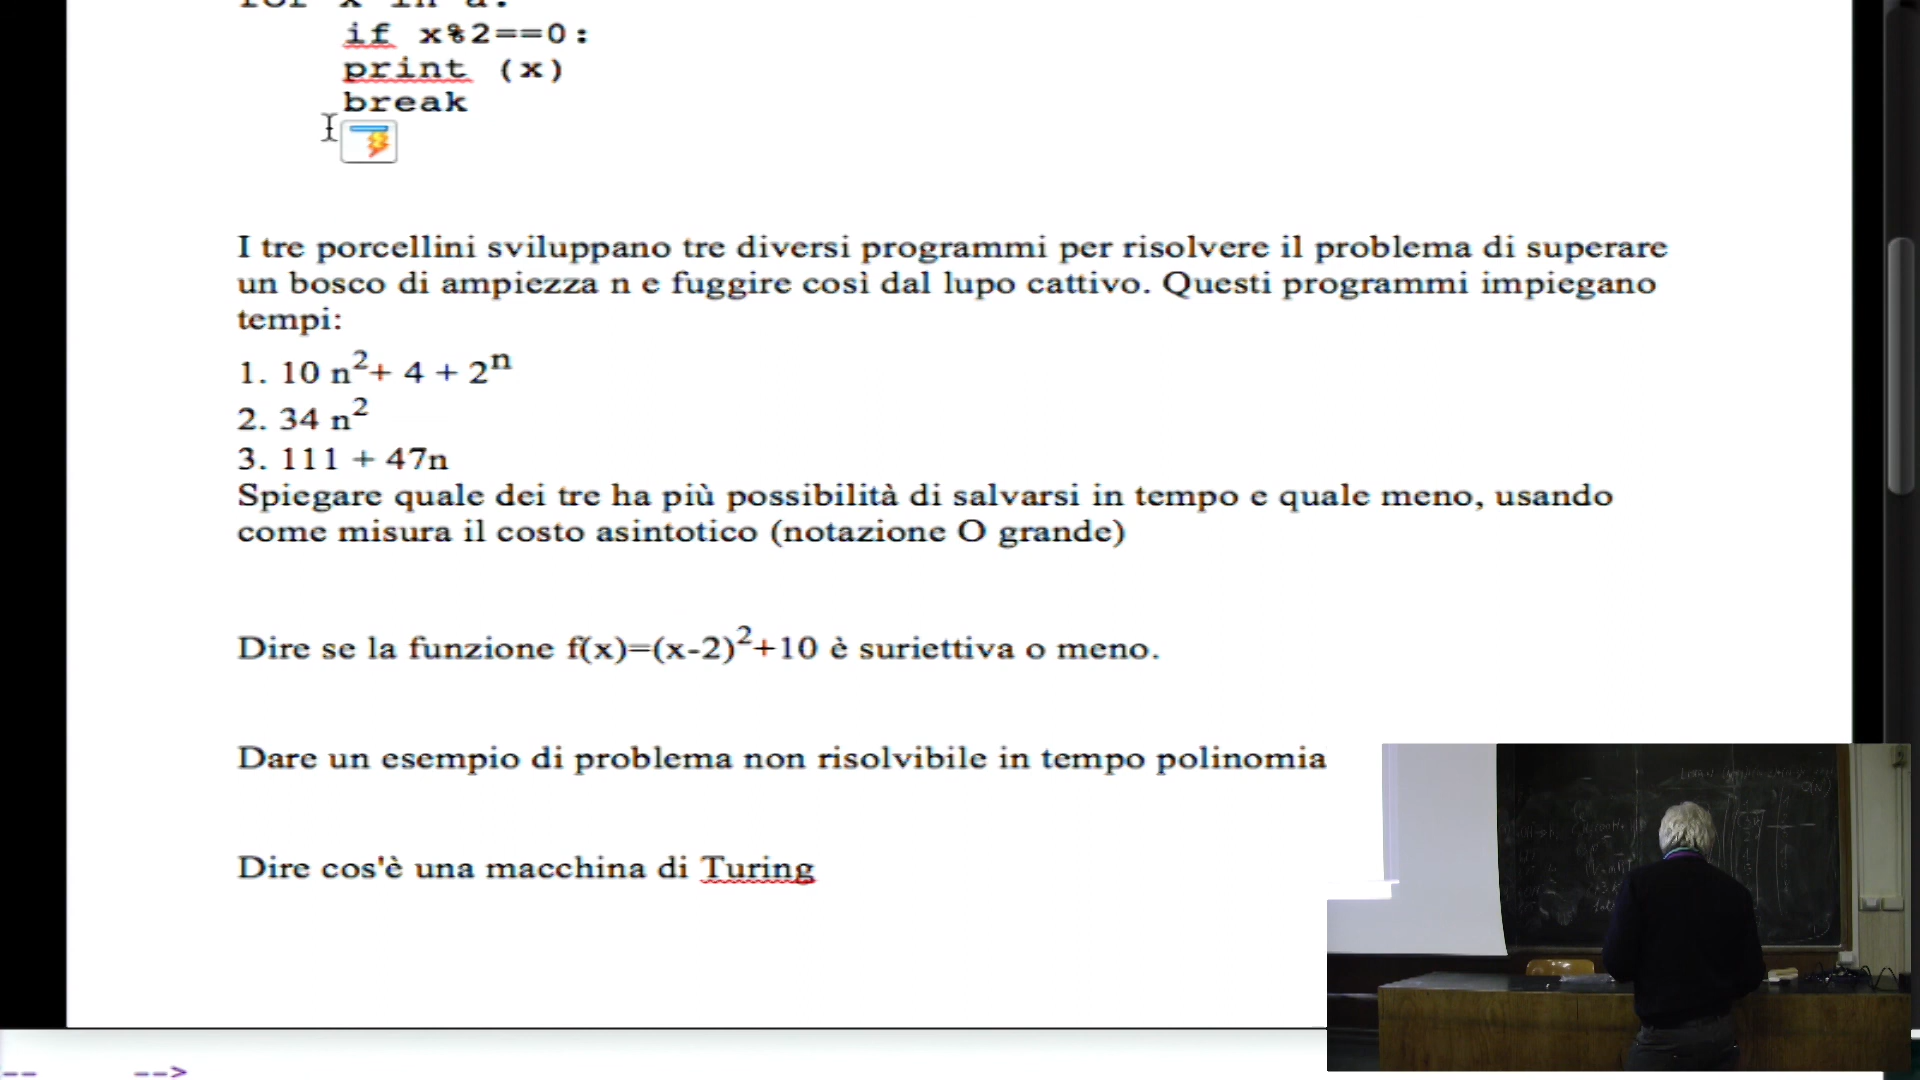 for x in a:
if x%2==0:
print (x)
break
I tre porcellini sviluppano tre diversi programmi per risolvere il problema di superare
un bosco di ampiezza n e fuggire così dal lupo cattivo. Questi programmi impiegano
tempi:
1. 10 n²+ 4 + 2ⁿ
2. 34 n²
3. 111 + 47n
Spiegare quale dei tre ha più possibilità di salvarsi in tempo e quale meno, usando
come misura il costo asintotico (notazione O grande)
Dire se la funzione f(x)=(x-2)²+10 è suriettiva o meno.
Dare un esempio di problema non risolvibile in tempo polinomia
Dire cos'è una macchina di Turing
-- -->